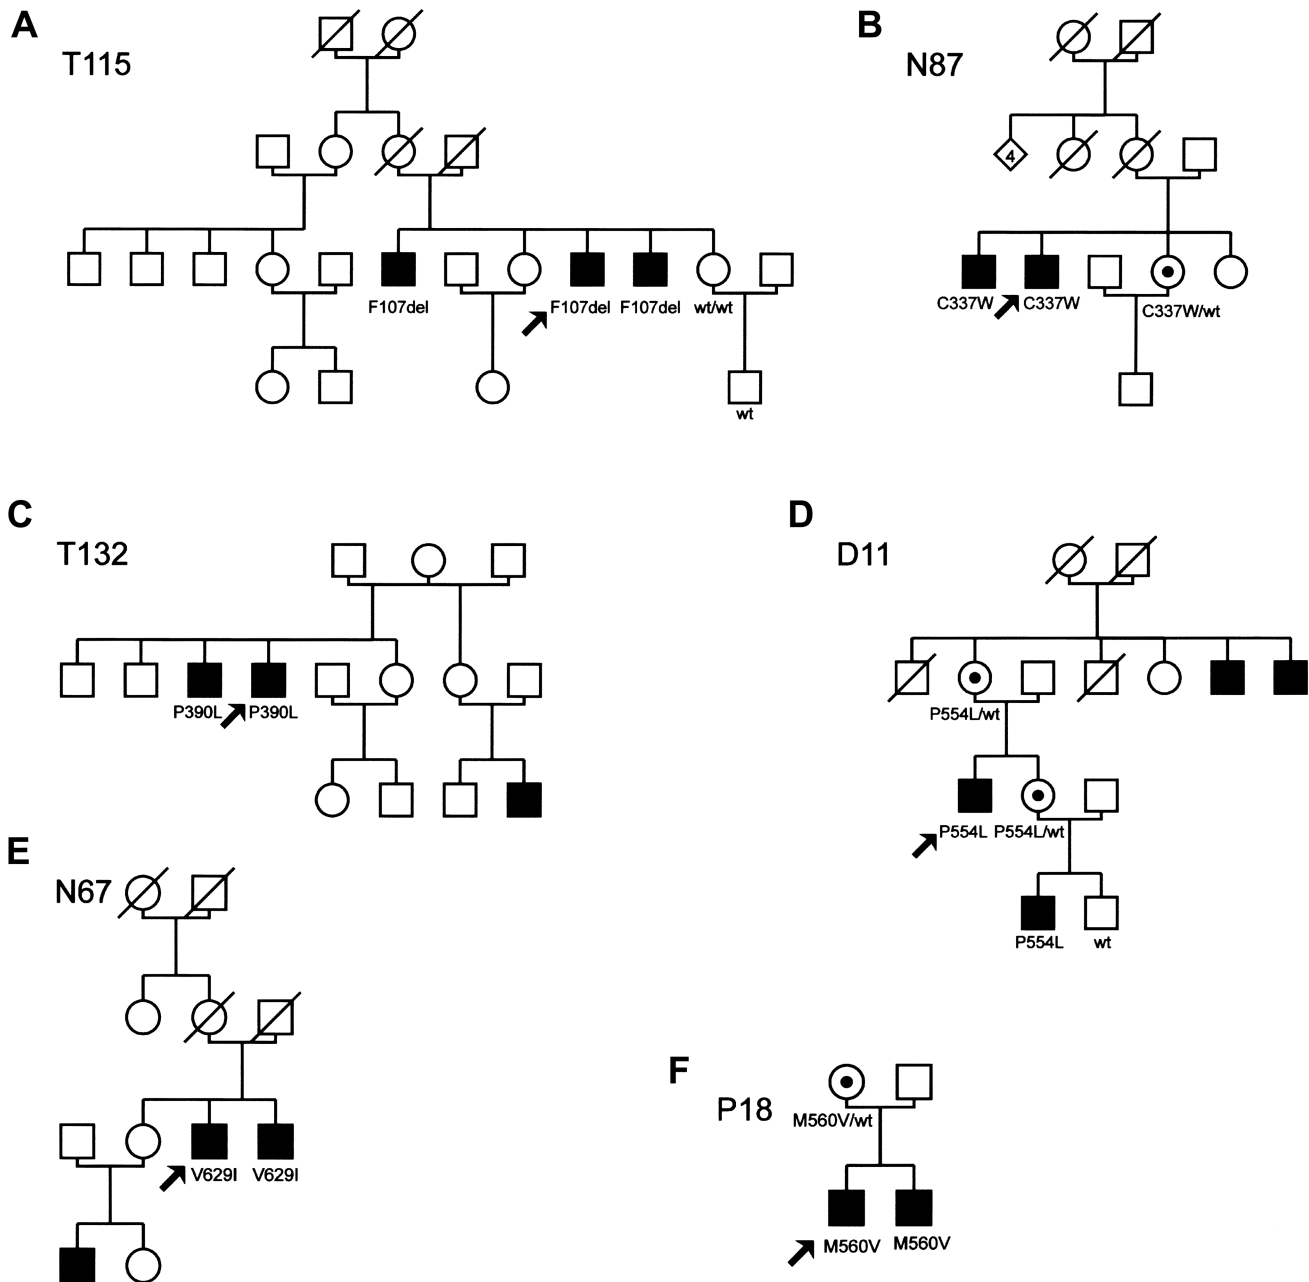 A
T115
F107del
F107del F107del wt/wt
wt
B
N87
4
C337W C337W
C337W/wt
C
T132
P390L P390L
D
D11
P554L/wt
P554L P554L/wt
P554L wt
E
N67
V629I V629I
F
P18
M560V/wt
M560V M560V